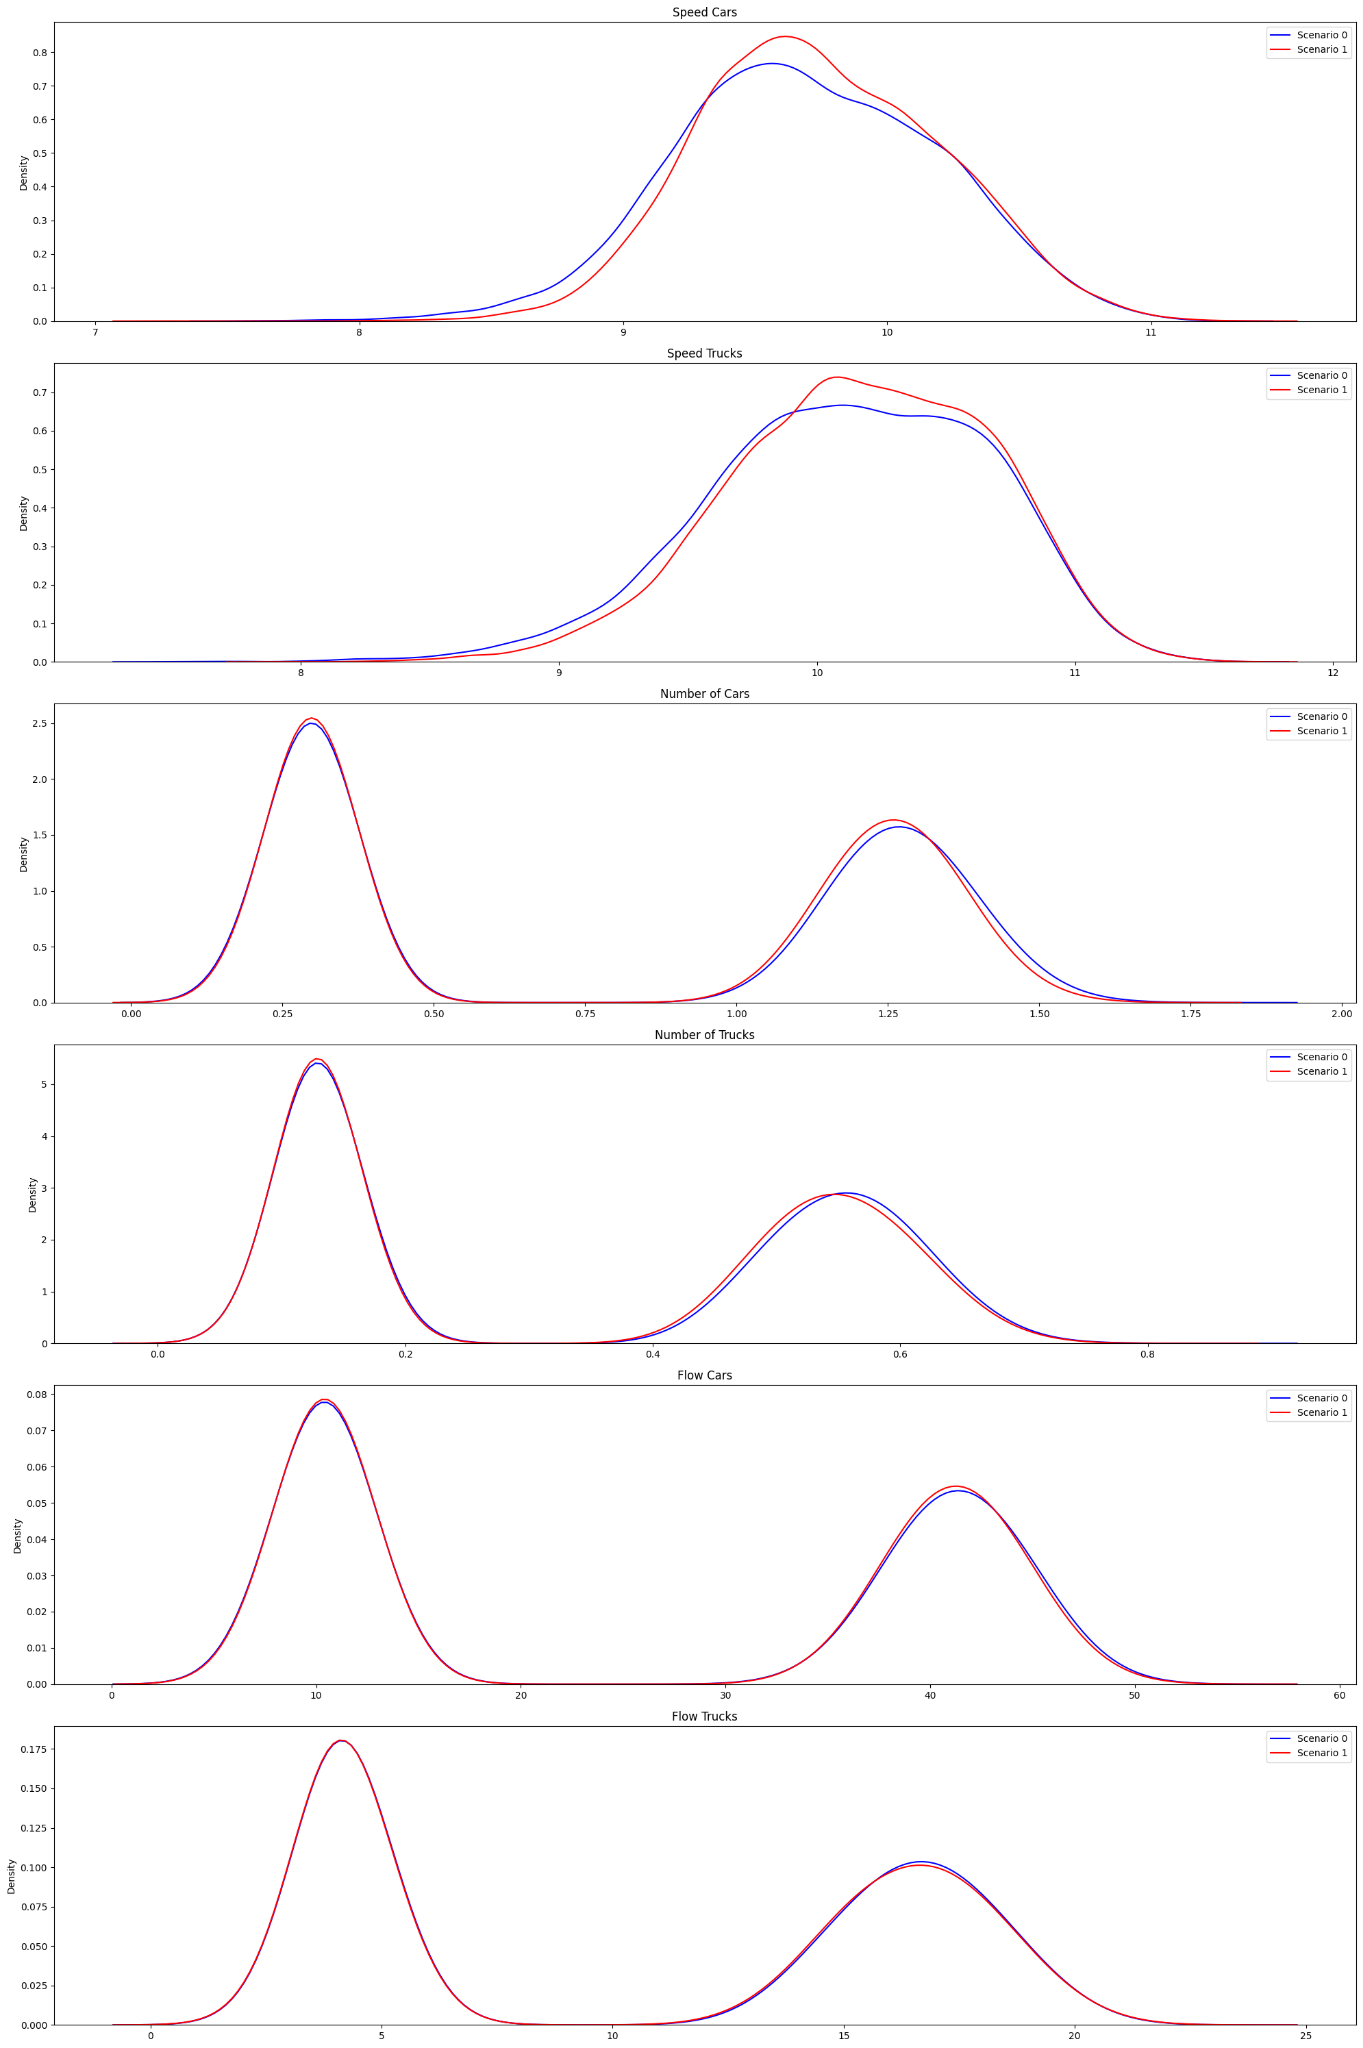 Speed Cars
Scenario 0
Scenario 1
Density
0.8
0.7
0.6
0.5
0.4
0.3
0.2
0.1
0.0
7 8 9 10 11
Speed Trucks
Scenario 0
Scenario 1
Density
0.7
0.6
0.5
0.4
0.3
0.2
0.1
0.0
8 9 10 11 12
Number of Cars
Scenario 0
Scenario 1
Density
2.5
2.0
1.5
1.0
0.5
0.0
0.00 0.25 0.50 0.75 1.00 1.25 1.50 1.75 2.00
Number of Trucks
Scenario 0
Scenario 1
Density
5
4
3
2
1
0
0.0 0.2 0.4 0.6 0.8
Flow Cars
Scenario 0
Scenario 1
Density
0.08
0.07
0.06
0.05
0.04
0.03
0.02
0.01
0.00
0 10 20 30 40 50 60
Flow Trucks
Scenario 0
Scenario 1
Density
0.175
0.150
0.125
0.100
0.075
0.050
0.025
0.000
0 5 10 15 20 25